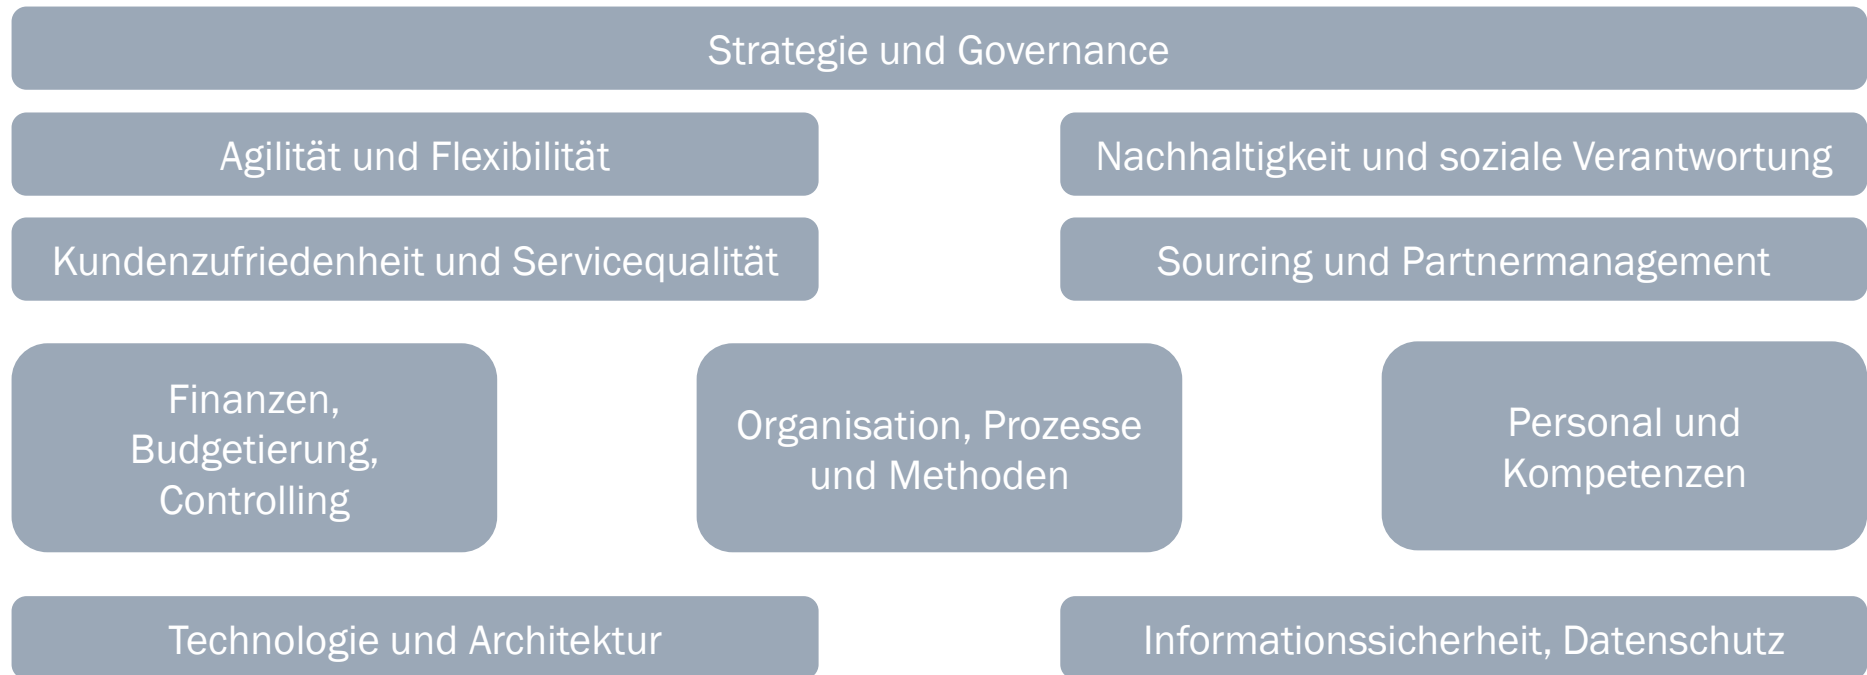 Strategie und Governance
Agilität und Flexibilität
Nachhaltigkeit und soziale Verantwortung
Kundenzufriedenheit und Servicequalität
Sourcing und Partnermanagement
Finanzen,
Budgetierung,
Controlling
Organisation, Prozesse
und Methoden
Personal und
Kompetenzen
Technologie und Architektur
Informationssicherheit, Datenschutz